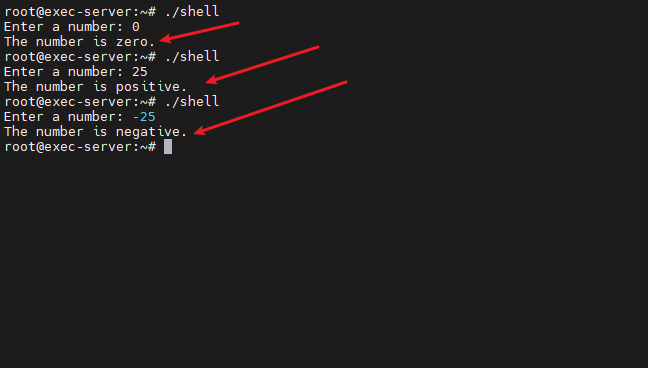 root@exec-server:~# ./shell
Enter a number: 0
The number is zero.
root@exec-server:~# ./shell
Enter a number: 25
The number is positive.
root@exec-server:~# ./shell
Enter a number: -25
The number is negative.
root@exec-server:~#